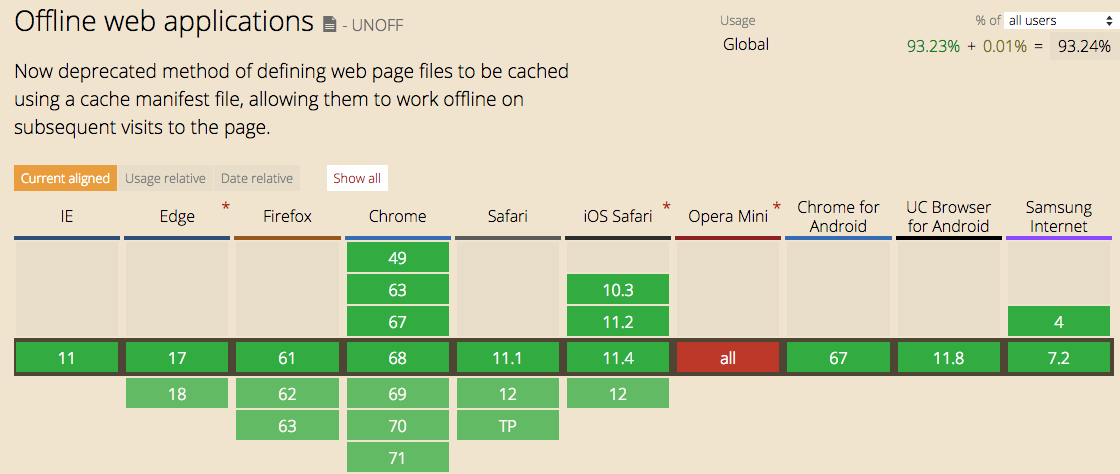 Offline web applications - UNOFF
Usage % of all users
Global 93.23% + 0.01% = 93.24%
Now deprecated method of defining web page files to be cached
using a cache manifest file, allowing them to work offline on
subsequent visits to the page.
Current aligned Usage relative Date relative Show all
IE Edge * Firefox Chrome Safari iOS Safari * Opera Mini * Chrome for Android UC Browser for Android Samsung Internet
49
63 10.3
67 11.2 4
11 17 61 68 11.1 11.4 all 67 11.8 7.2
18 62 69 12 12
63 70 TP
71